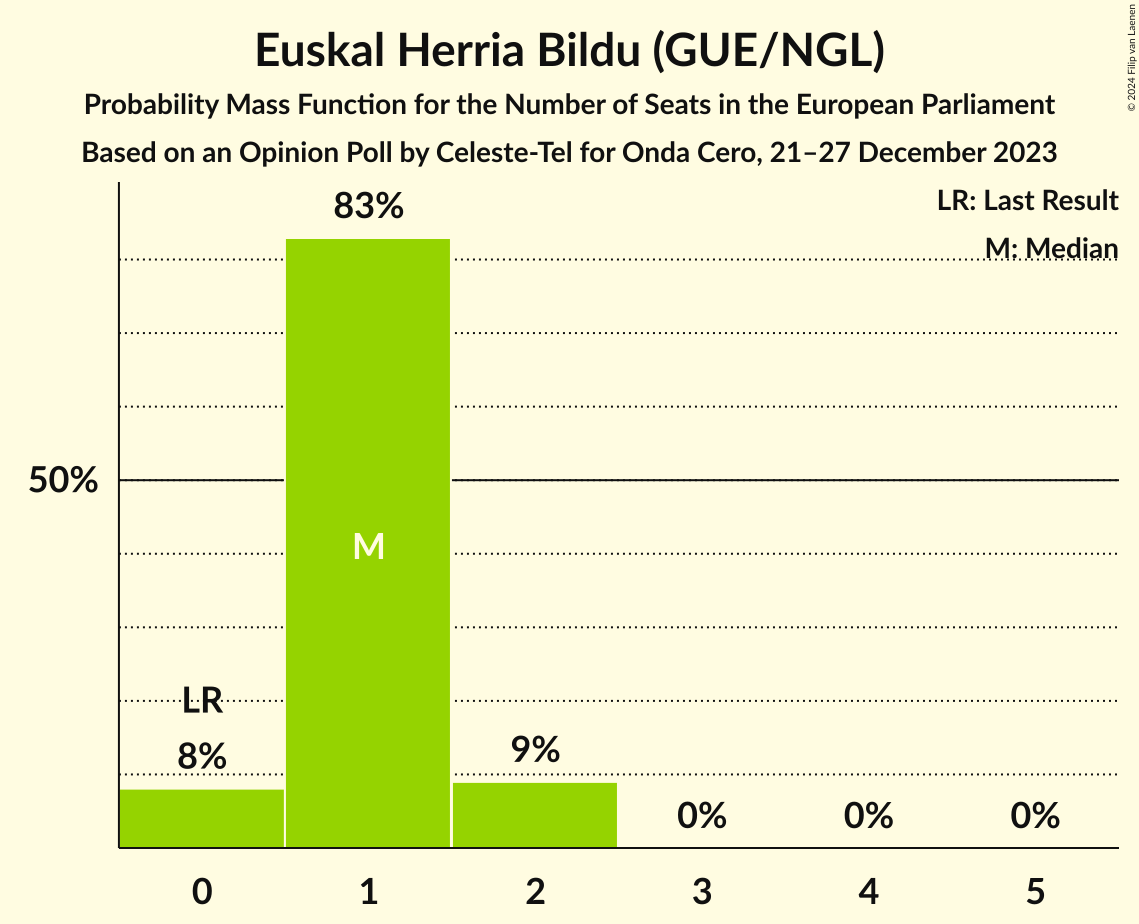 Euskal Herria Bildu (GUE/NGL)
Probability Mass Function for the Number of Seats in the European Parliament
Based on an Opinion Poll by Celeste-Tel for Onda Cero, 21–27 December 2023
© 2024 Filip van Laenen
LR: Last Result
M: Median
83%
50%
M
LR
8%
9%
0%
0%
0%
0
1
2
3
4
5